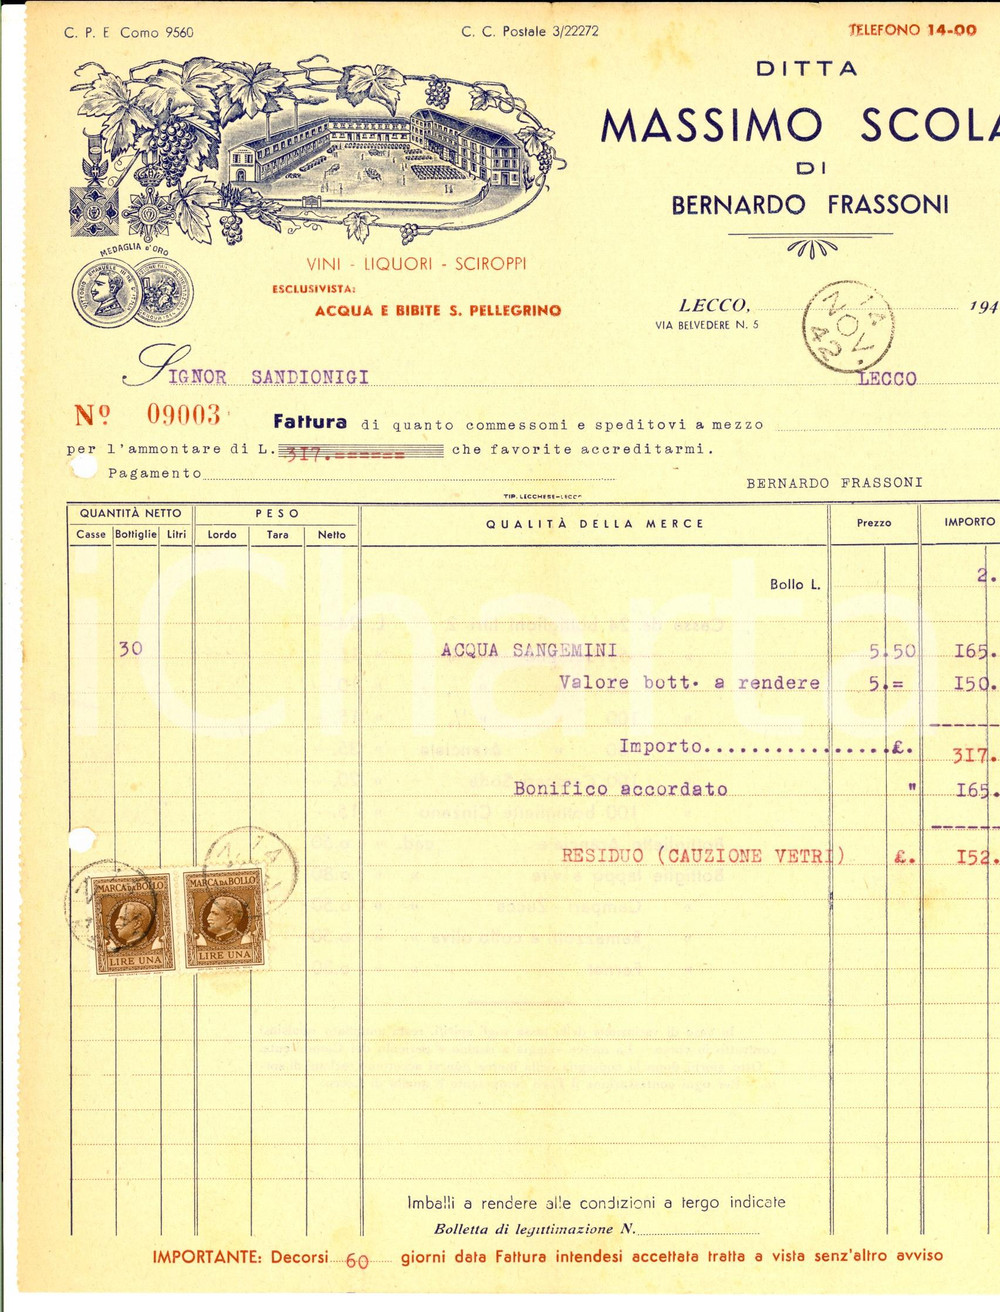 C. P. E Como 9560
C. C. Postale 3/22272
TELEFONO 14-00
DITTA
MASSIMO SCOLA
DI
BERNARDO FRASSONI
MEDAGLIA d'ORO
VINI - LIQUORI - SCIROPPI
ESCLUSIVISTA:
ACQUA E BIBITE S. PELLEGRINO
LECCO, 194
VIA BELVEDERE N. 5
14 NOV. 42
SIGNOR SANDIONIGI LECCO
Nº 09003
Fattura di quanto commessomi e speditovi a mezzo
per l'ammontare di L. 317.======= che favorite accreditarmi.
Pagamento
BERNARDO FRASSONI
TIP. LECCHESE-LECCO
QUANTITÀ NETTO PESO QUALITÀ DELLA MERCE Prezzo IMPORTO
Casse Bottiglie Litri Lordo Tara Netto
Bollo L. 2.
30 ACQUA SANGEMINI 5.50 165.
Valore bott. a rendere 5.= 150.
Importo..................£. 317.
Bonifico accordato " 165.
RESIDUO (CAUZIONE VETRI) £. 152.
MARCA DA BOLLO MARCA DA BOLLO
LIRE UNA LIRE UNA
iCharta
Imballi a rendere alle condizioni a tergo indicate
Bolletta di legittimazione N.
IMPORTANTE: Decorsi 60 giorni data Fattura intendesi accettata tratta a vista senz'altro avviso